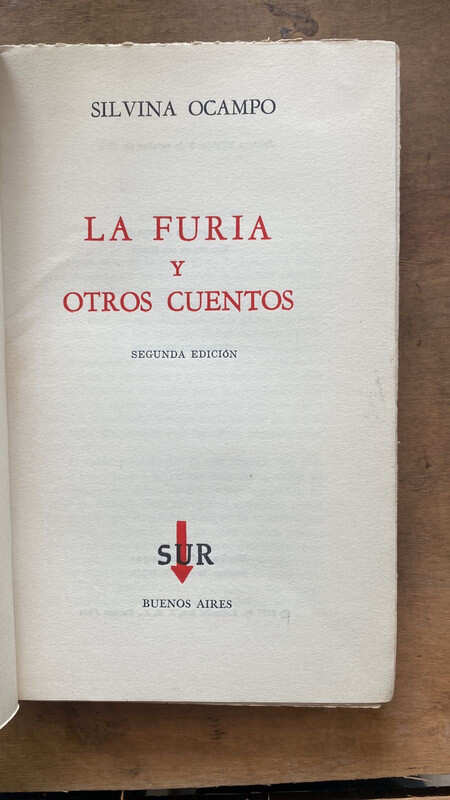 SILVINA OCAMPO
LA FURIA
Y
OTROS CUENTOS
SEGUNDA EDICIÓN
SUR
BUENOS AIRES